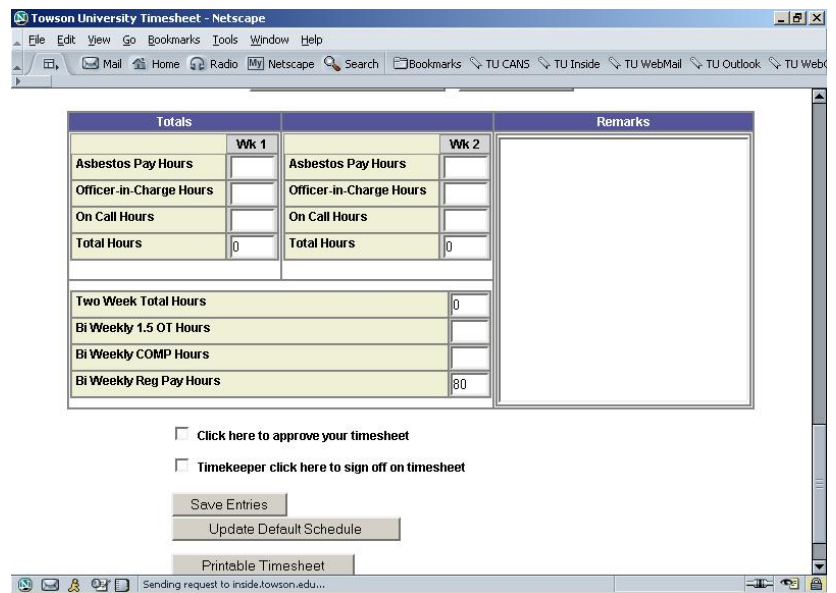 Towson University Timesheet - Netscape
File Edit View Go Bookmarks Tools Window Help
Mail Home Radio My Netscape Search Bookmarks TU CANS TU Inside TU WebMail TU Outlook
Totals Remarks
Wk 1 Wk 2
Asbestos Pay Hours Asbestos Pay Hours
Officer-in-Charge Hours Officer-in-Charge Hours
On Call Hours On Call Hours
Total Hours 0 Total Hours 0
Two Week Total Hours 0
Bi Weekly 1.5 OT Hours
Bi Weekly COMP Hours
Bi Weekly Reg Pay Hours 80
Click here to approve your timesheet
Timekeeper click here to sign off on timesheet
Save Entries
Update Default Schedule
Printable Timesheet
Sending request to inside.towson.edu...